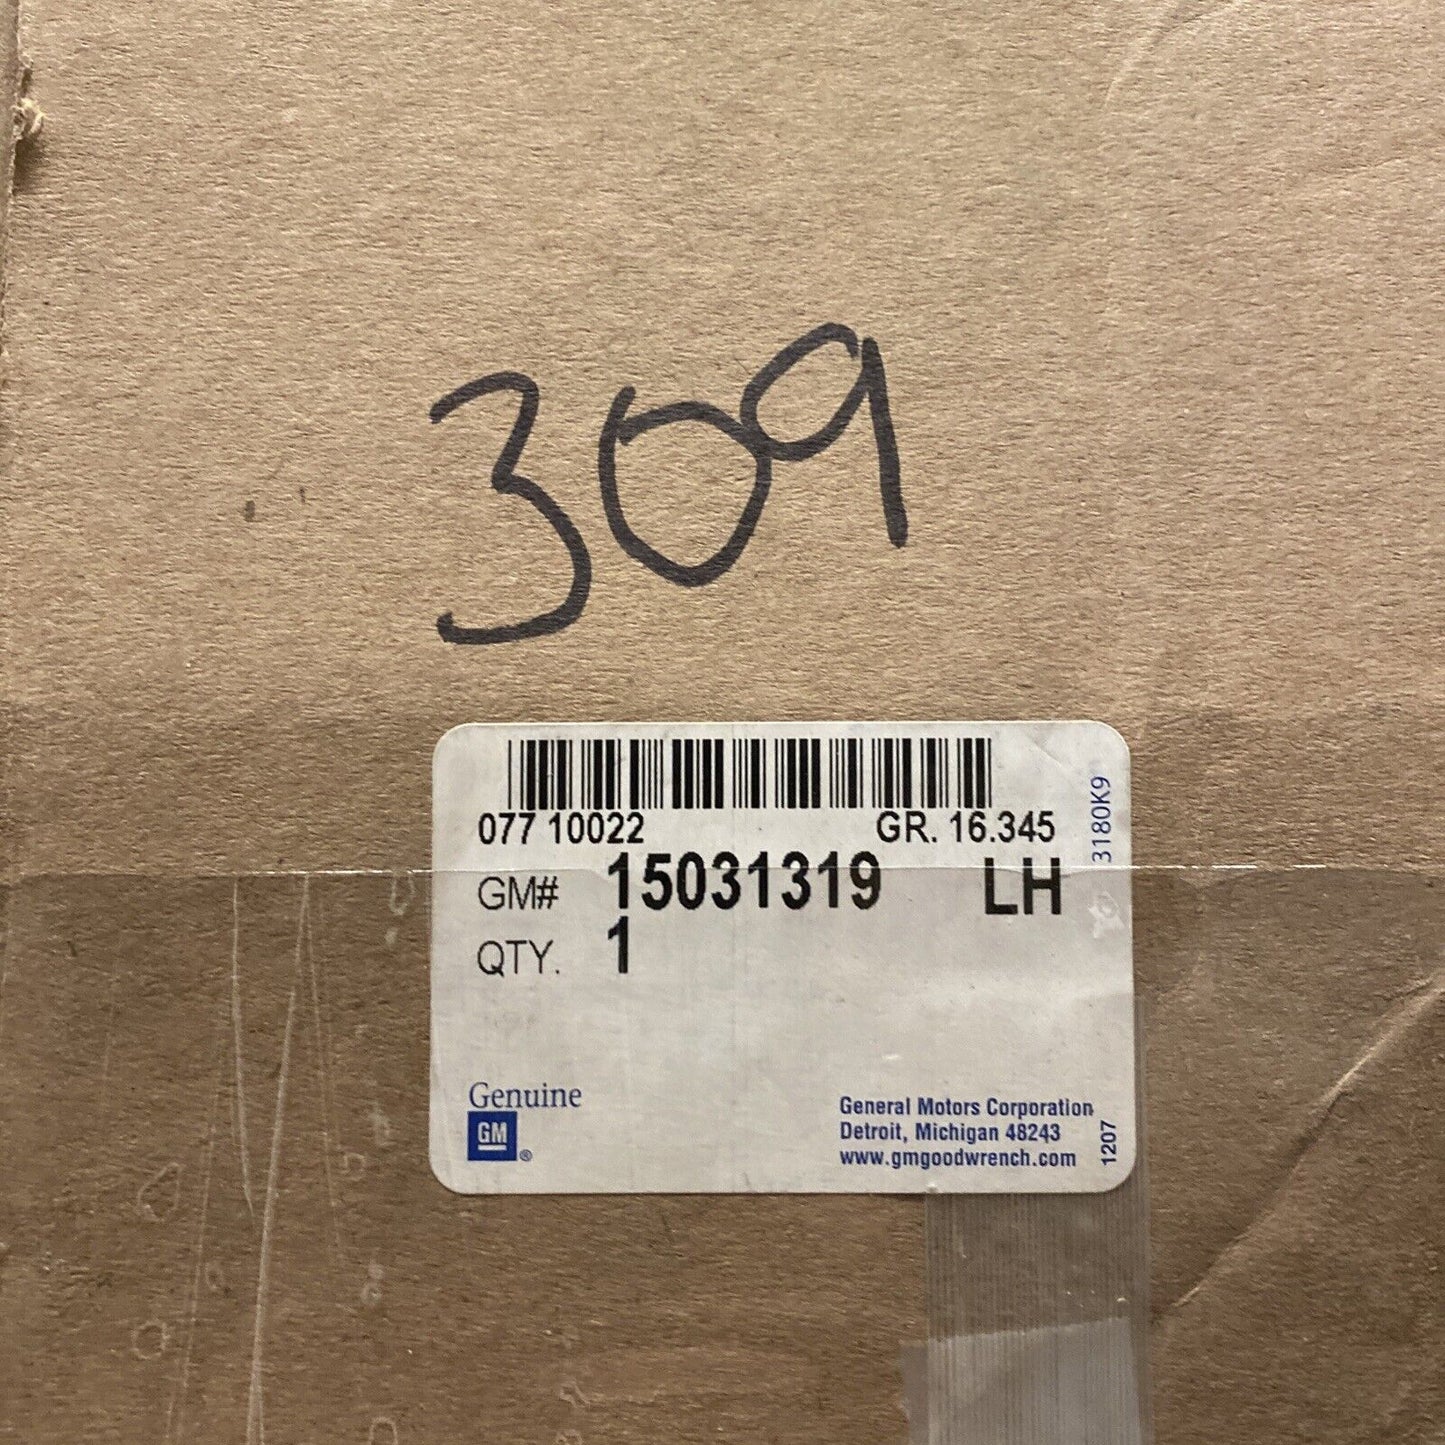 309
077 10022 GR. 16.345
3180K9
GM# 15031319 LH
QTY. 1
Genuine
GM ®
General Motors Corporation
Detroit, Michigan 48243
www.gmgoodwrench.com
1207